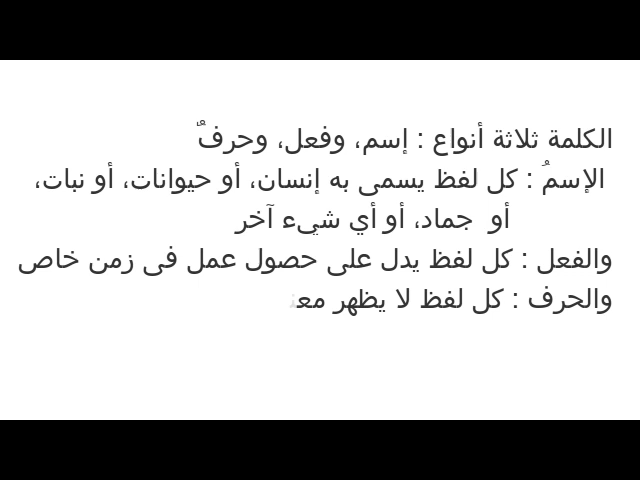 الكلمة ثلاثة أنواع : إسم، وفعل، وحرفٌ
الإسمُ : كل لفظ يسمى به إنسان، أو حيوانات، أو نبات،
أو جماد، أو أي شيء آخر
والفعل : كل لفظ يدل على حصول عمل فى زمن خاص
والحرف : كل لفظ لا يظهر معن